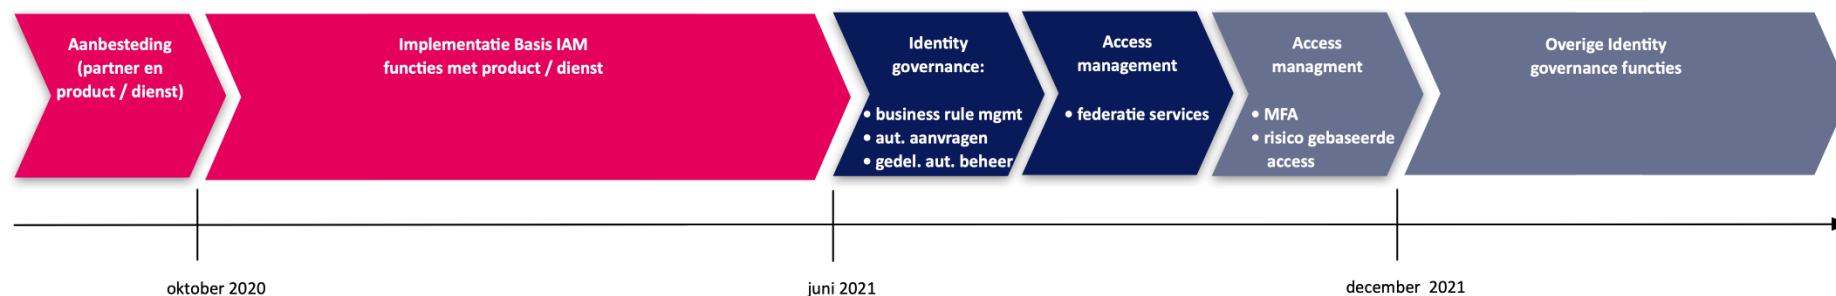 Aanbesteding
(partner en
product / dienst)
Implementatie Basis IAM
functies met product / dienst
Identity
governance:
• business rule mgmt
• aut. aanvragen
• gedel. aut. beheer
Access
management
• federatie services
Access
managment
• MFA
• risico gebaseerde
access
Overige Identity
governance functies
oktober 2020
juni 2021
december 2021